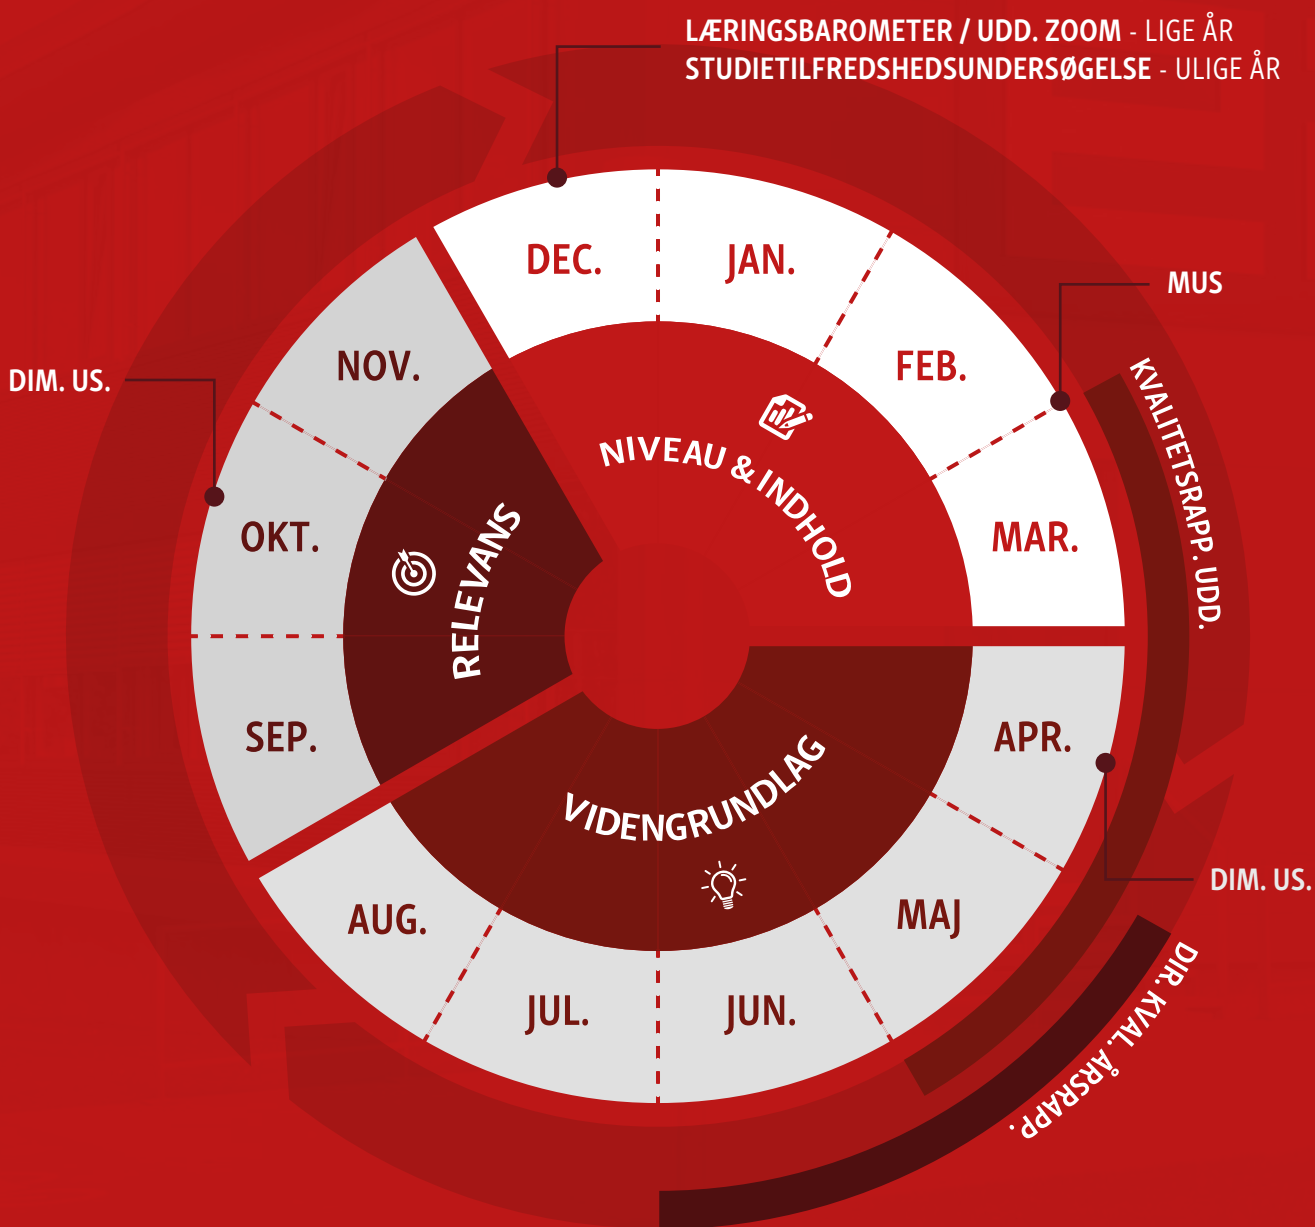 LÆRINGSBAROMETER / UDD. ZOOM - LIGE ÅR
STUDIETILFREDSHEDSUNDERSØGELSE - ULIGE ÅR
DEC.
JAN.
FEB.
MAR.
APR.
MAJ
JUN.
JUL.
AUG.
SEP.
OKT.
NOV.
MUS
KVALITETSRAPP. UDD.
DIM. US.
DIR. KVAL. ÅRSRAPP.
DIM. US.
NIVEAU & INDHOLD
VIDENGRUNDLAG
RELEVANS